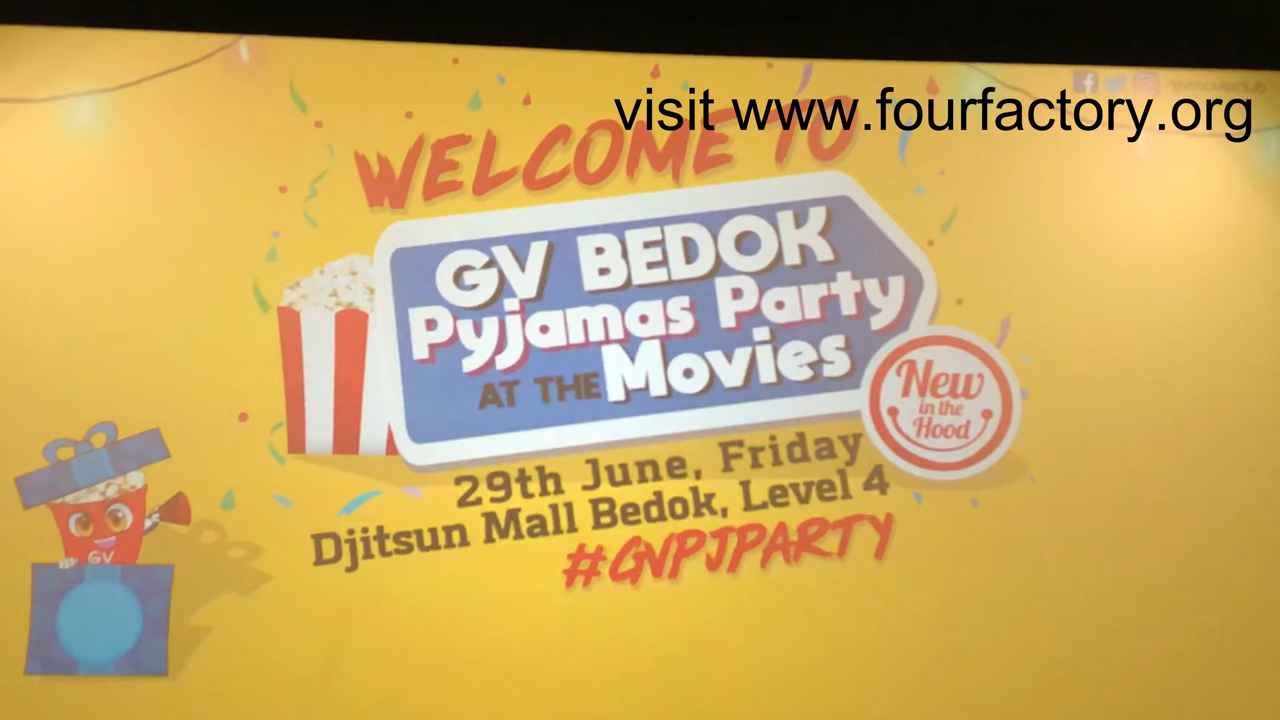 visit www.fourfactory.org
WELCOME TO
GV BEDOK
Pyjamas Party
AT THE Movies
New
in the
Hood
29th June, Friday
Djitsun Mall Bedok, Level 4
#GVPJPARTY
GV